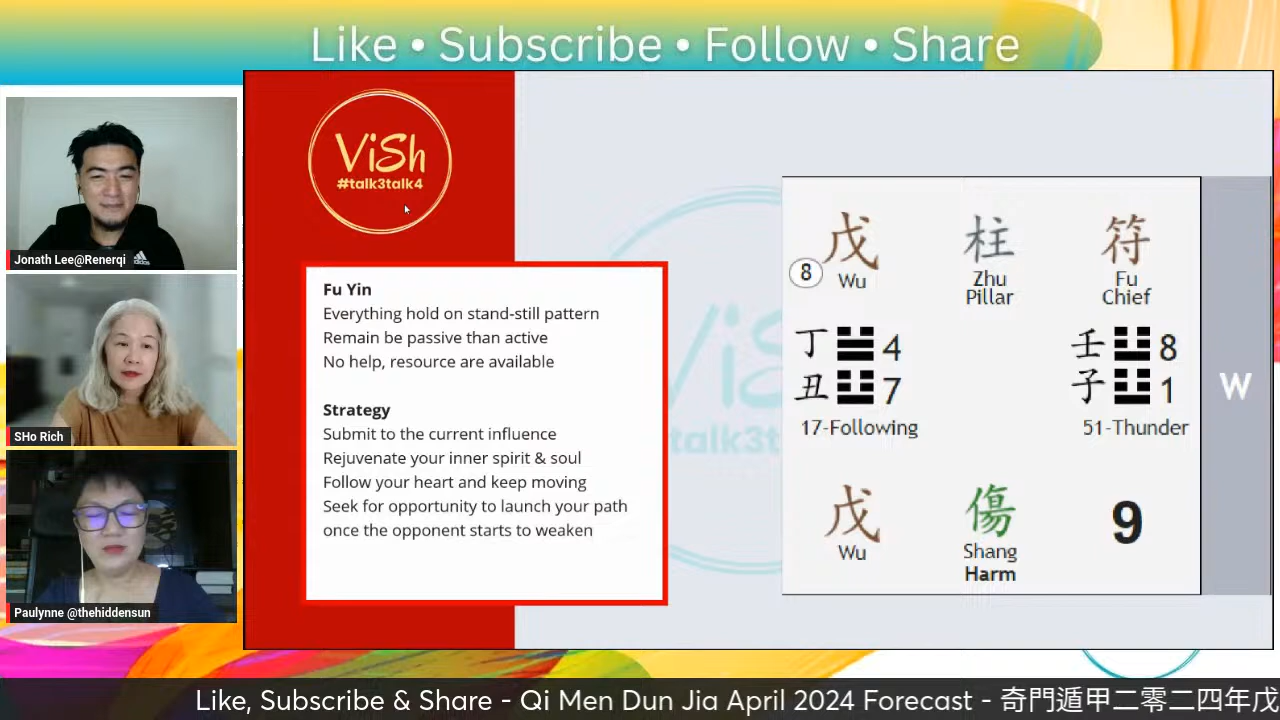 Like • Subscribe • Follow • Share
Jonath Lee@Renerqi
SHo Rich
Paulynne @thehiddensun
ViSh
#talk3talk4
Fu Yin
Everything hold on stand-still pattern
Remain be passive than active
No help, resource are available
Strategy
Submit to the current influence
Rejuvenate your inner spirit & soul
Follow your heart and keep moving
Seek for opportunity to launch your path
once the opponent starts to weaken
戊 柱 符
8 Wu Zhu Fu
Pillar Chief
丁 4 壬 8
丑 7 子 1
17-Following 51-Thunder
W
戊 傷 9
Wu Shang
Harm
Like, Subscribe & Share - Qi Men Dun Jia April 2024 Forecast - 奇門遁甲二零二四年戊